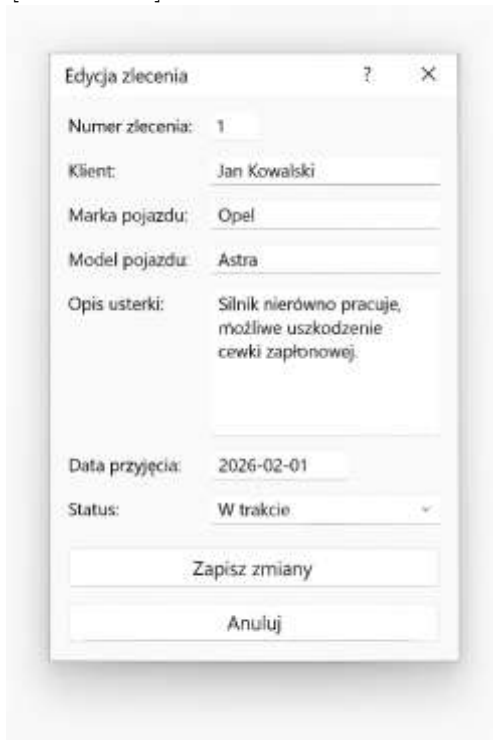 Edycja zlecenia ? ✕
Numer zlecenia: 1
Klient: Jan Kowalski
Marka pojazdu: Opel
Model pojazdu: Astra
Opis usterki: Silnik nierówno pracuje,
możliwe uszkodzenie
cewki zapłonowej.
Data przyjęcia: 2026-02-01
Status: W trakcie
Zapisz zmiany
Anuluj